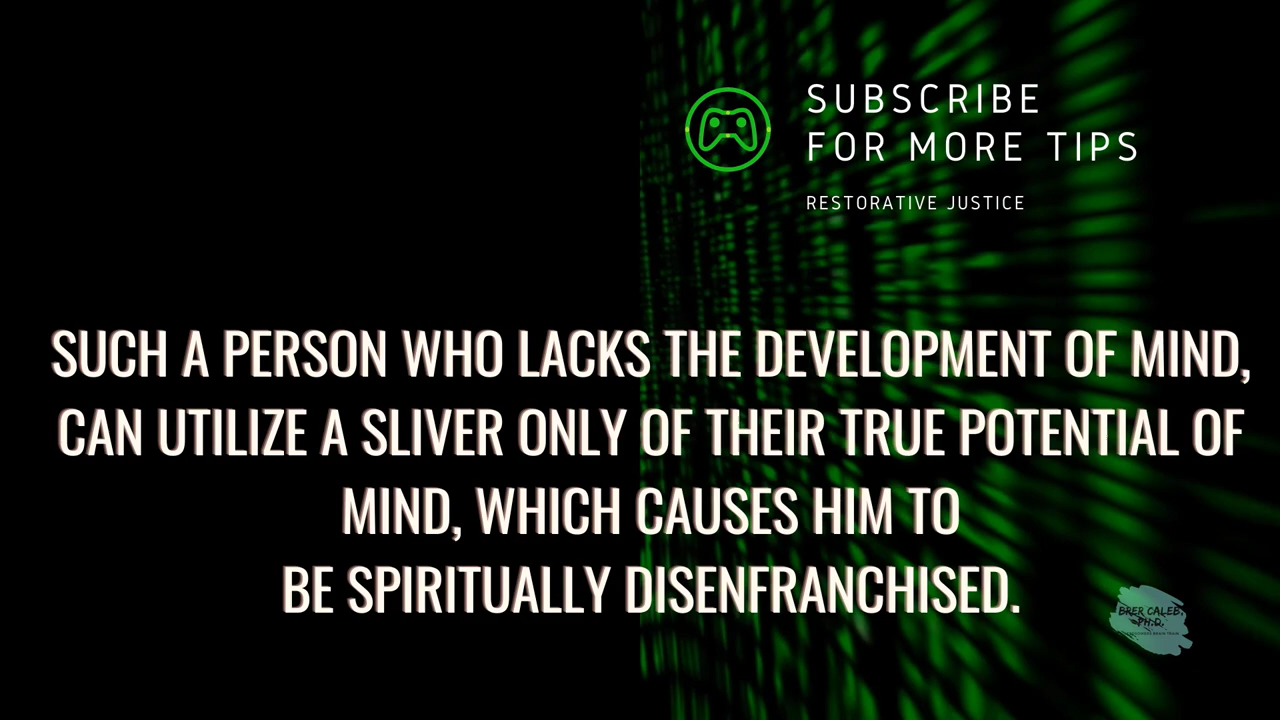 SUBSCRIBE
FOR MORE TIPS
RESTORATIVE JUSTICE
SUCH A PERSON WHO LACKS THE DEVELOPMENT OF MIND,
CAN UTILIZE A SLIVER ONLY OF THEIR TRUE POTENTIAL OF
MIND, WHICH CAUSES HIM TO
BE SPIRITUALLY DISENFRANCHISED.
BRER CALEB,
PH.D.